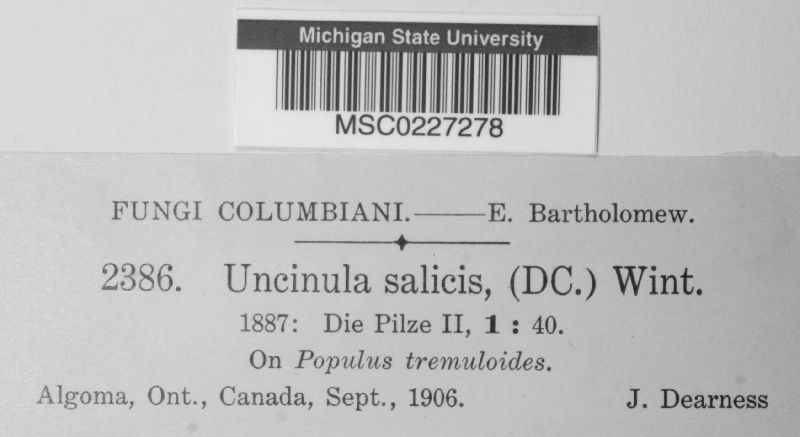 Michigan State University
MSC0227278
FUNGI COLUMBIANI.——E. Bartholomew.
2386. Uncinula salicis, (DC.) Wint.
1887: Die Pilze II, 1 : 40.
On Populus tremuloides.
Algoma, Ont., Canada, Sept., 1906. J. Dearness